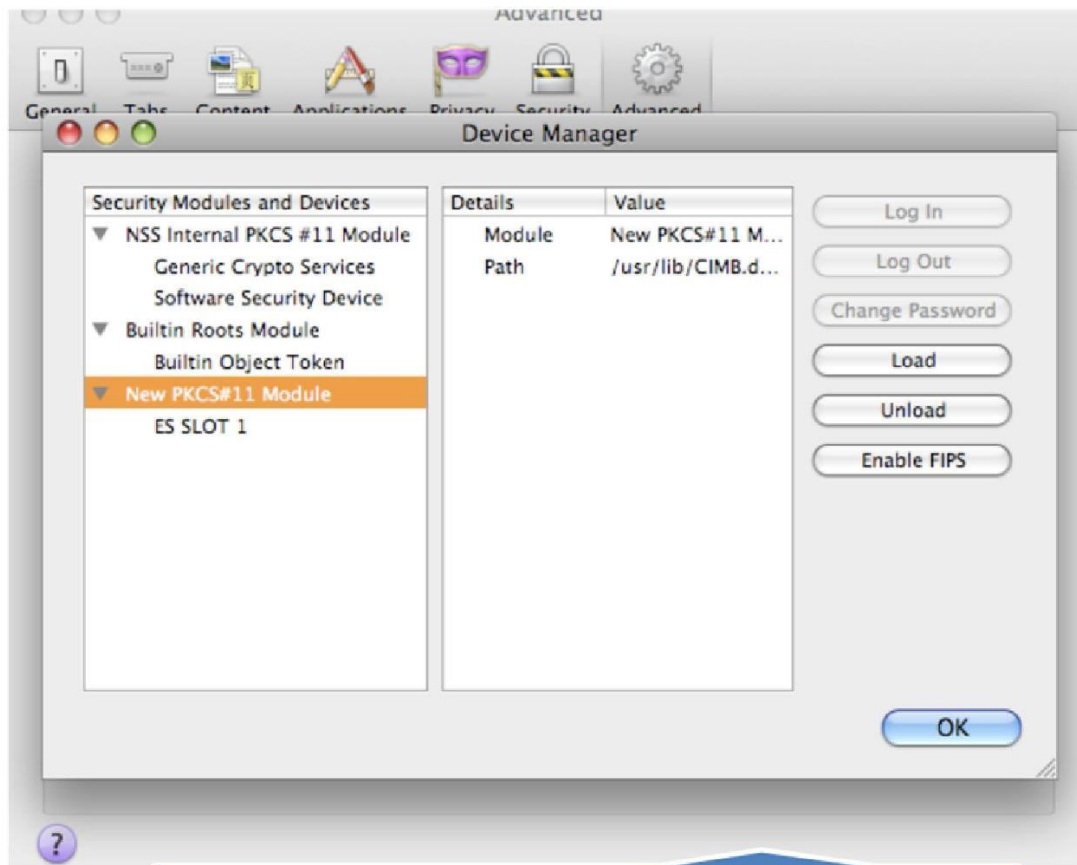 Advanced
General Tabs Content Applications Privacy Security Advanced
Device Manager
Security Modules and Devices
NSS Internal PKCS #11 Module
Generic Crypto Services
Software Security Device
Builtin Roots Module
Builtin Object Token
New PKCS#11 Module
ES SLOT 1
Details Value
Module New PKCS#11 M...
Path /usr/lib/CIMB.d...
Log In
Log Out
Change Password
Load
Unload
Enable FIPS
OK
?